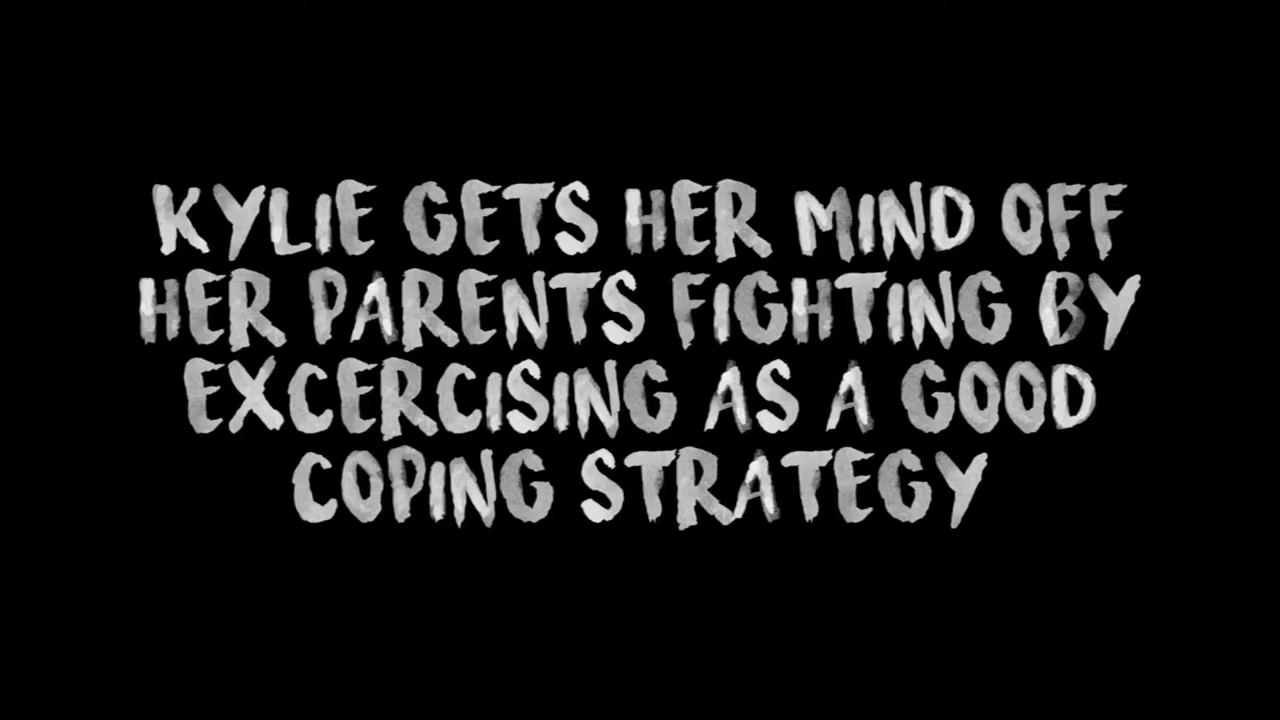 KYLIE GETS HER MIND OFF
HER PARENTS FIGHTING BY
EXCERCISING AS A GOOD
COPING STRATEGY